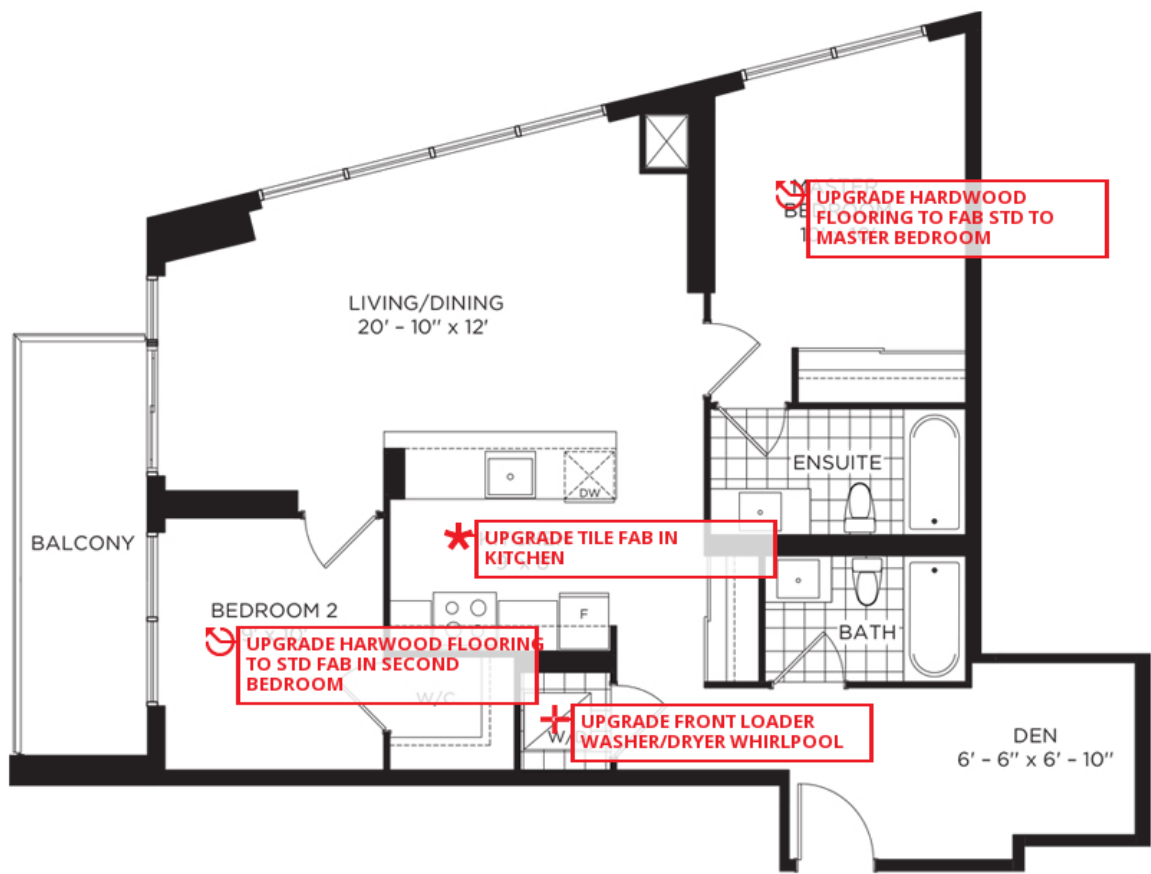 UPGRADE HARDWOOD
FLOORING TO FAB STD TO
MASTER BEDROOM
LIVING/DINING
20' - 10" x 12'
ENSUITE
DW
BALCONY
UPGRADE TILE FAB IN
KITCHEN
BEDROOM 2
F
BATH
UPGRADE HARWOOD FLOORING
TO STD FAB IN SECOND
BEDROOM
W/C
UPGRADE FRONT LOADER
WASHER/DRYER WHIRLPOOL
DEN
6' - 6" x 6' - 10"